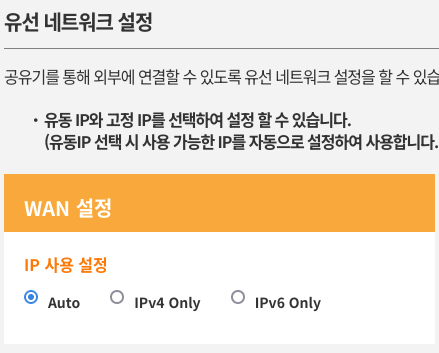 유선 네트워크 설정
공유기를 통해 외부에 연결할 수 있도록 유선 네트워크 설정을 할 수 있습
• 유동 IP와 고정 IP를 선택하여 설정 할 수 있습니다.
(유동IP 선택 시 사용 가능한 IP를 자동으로 설정하여 사용합니다.
WAN 설정
IP 사용 설정
Auto IPv4 Only IPv6 Only